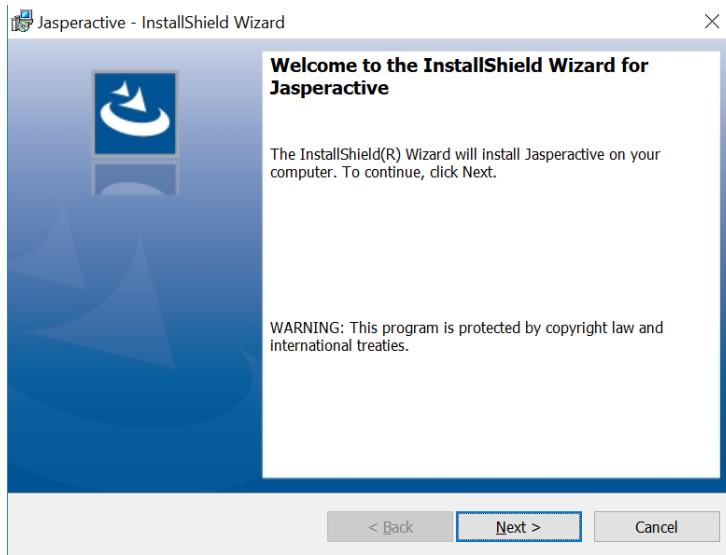 Jasperactive - InstallShield Wizard
Welcome to the InstallShield Wizard for
Jasperactive
The InstallShield(R) Wizard will install Jasperactive on your
computer. To continue, click Next.
WARNING: This program is protected by copyright law and
international treaties.
< Back
Next >
Cancel